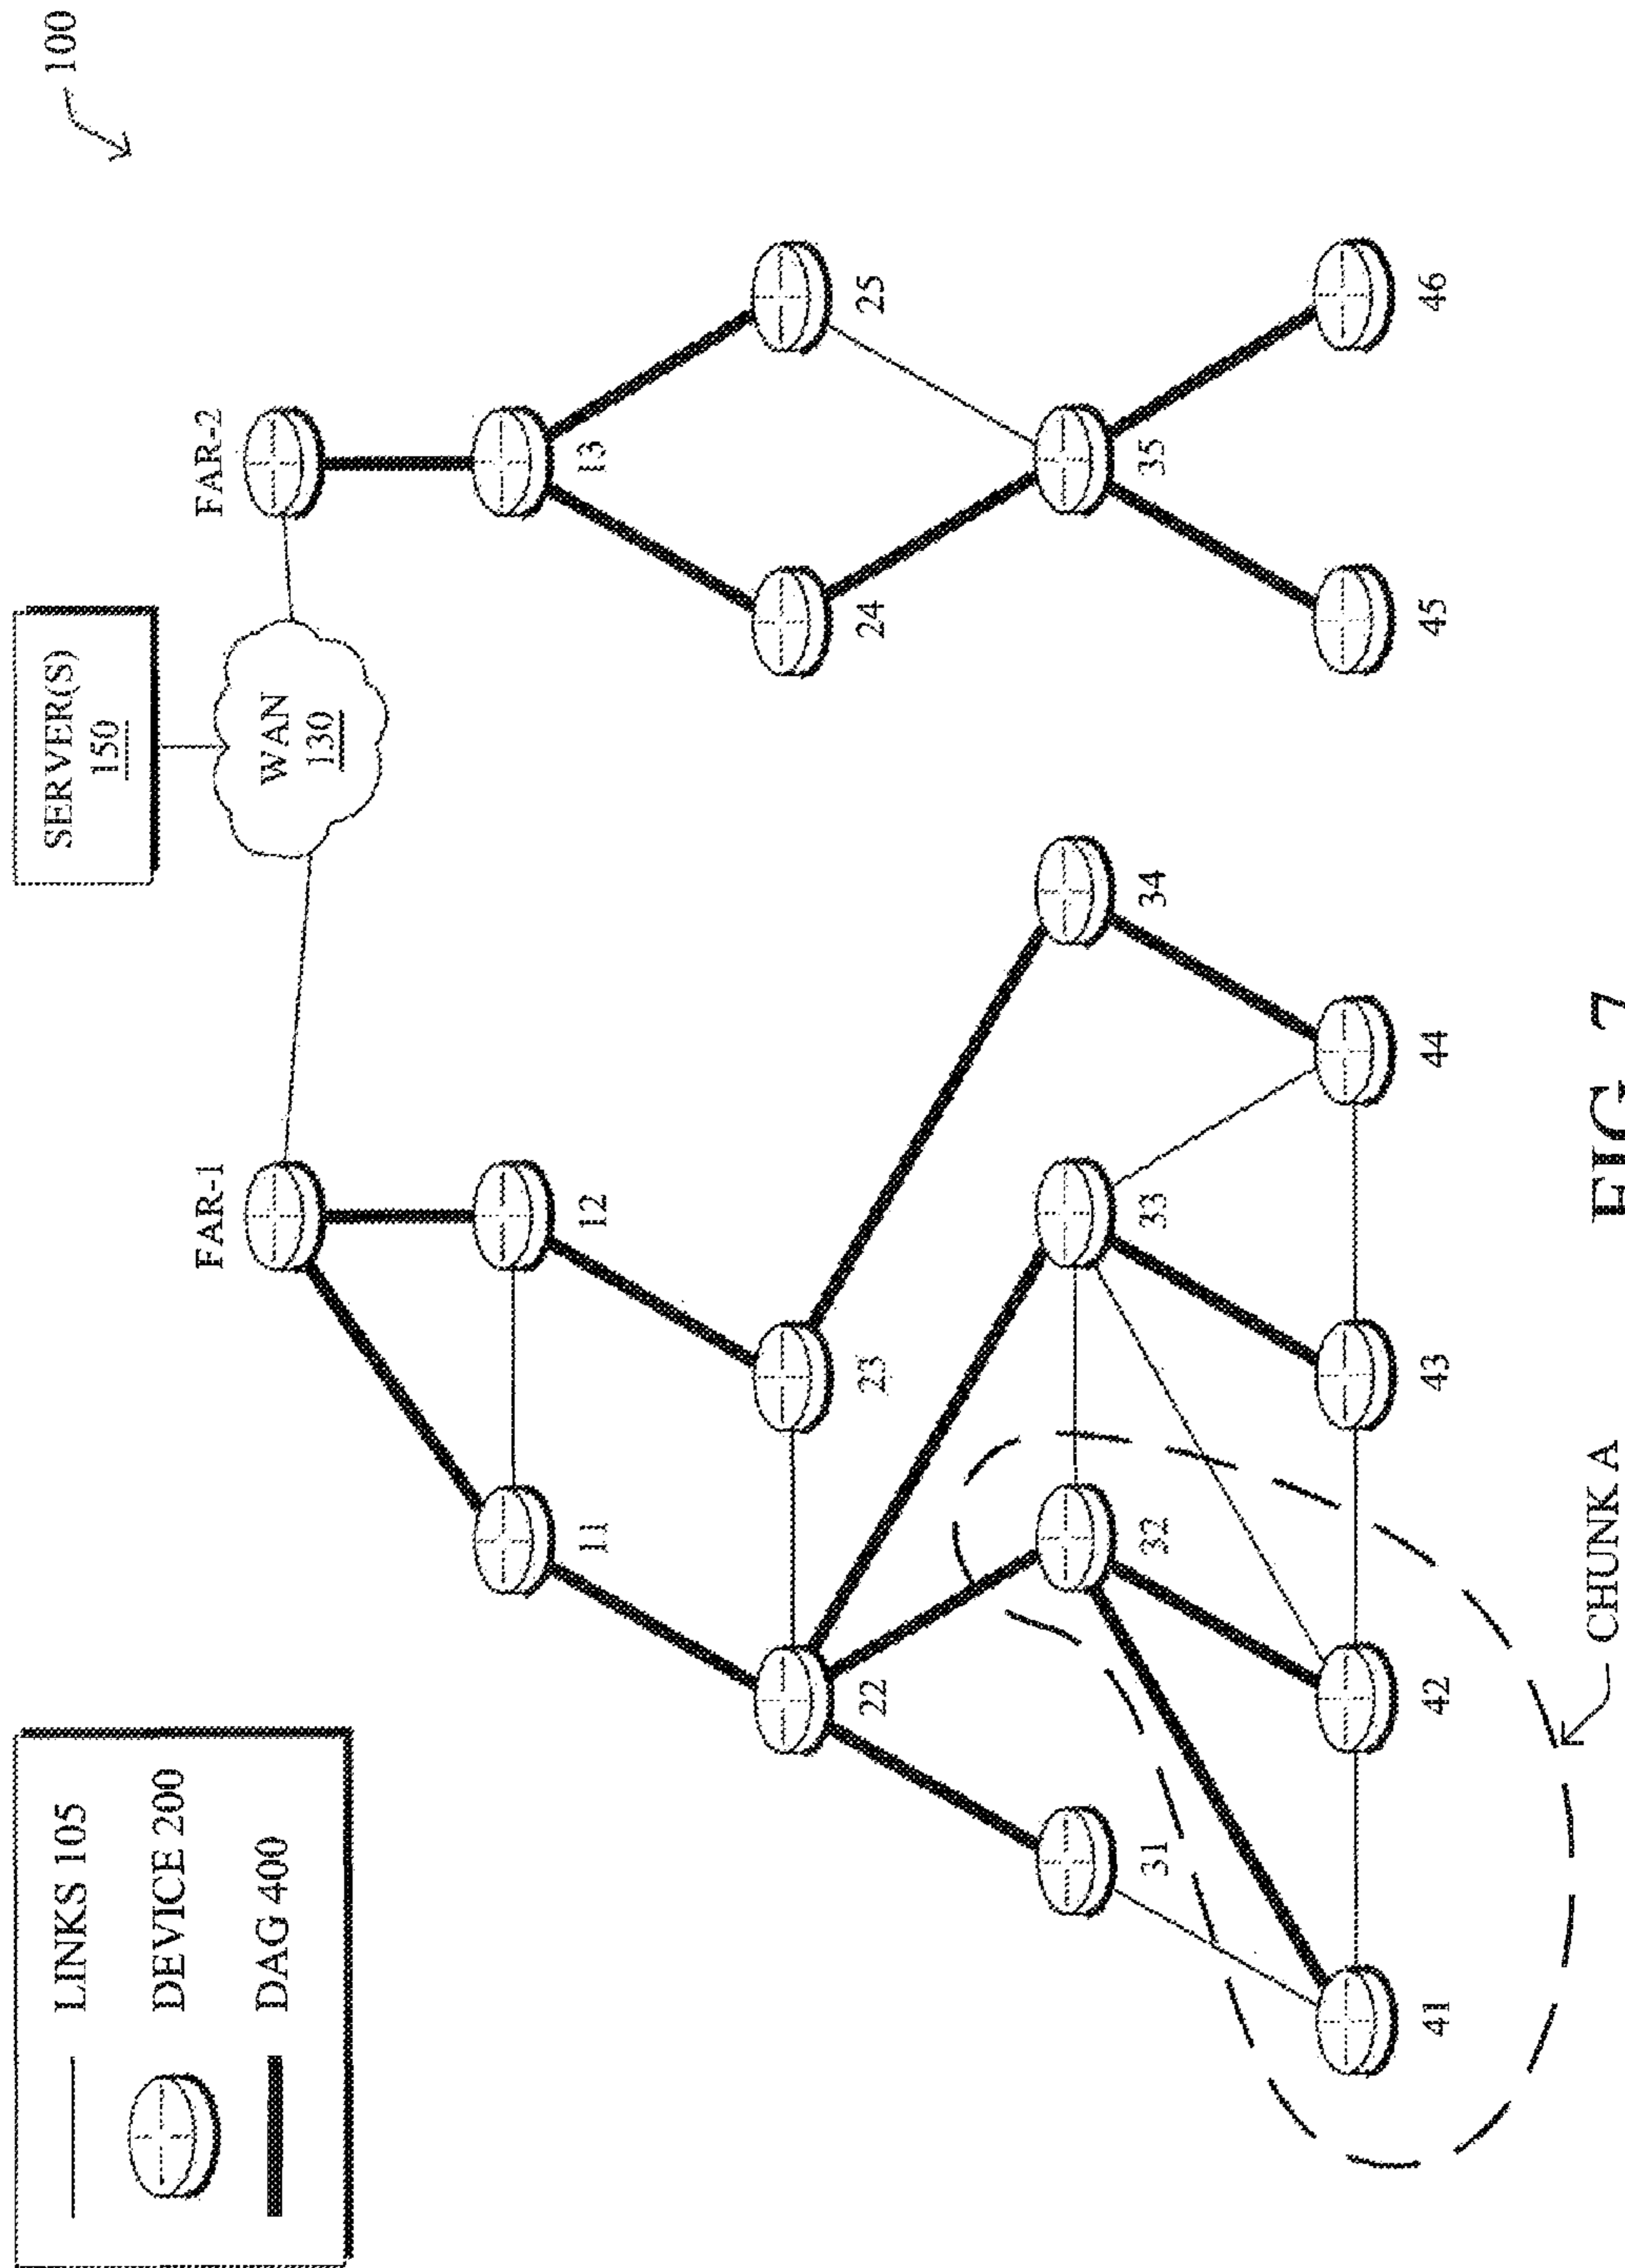 LINKS 105
DEVICE 200
DAG 400
SERVER(S)
150
100
WAN
130
FAR-1
FAR-2
11
12
13
22
23
24
25
31
32
33
34
35
41
42
43
44
45
46
CHUNK A
FIG. 7